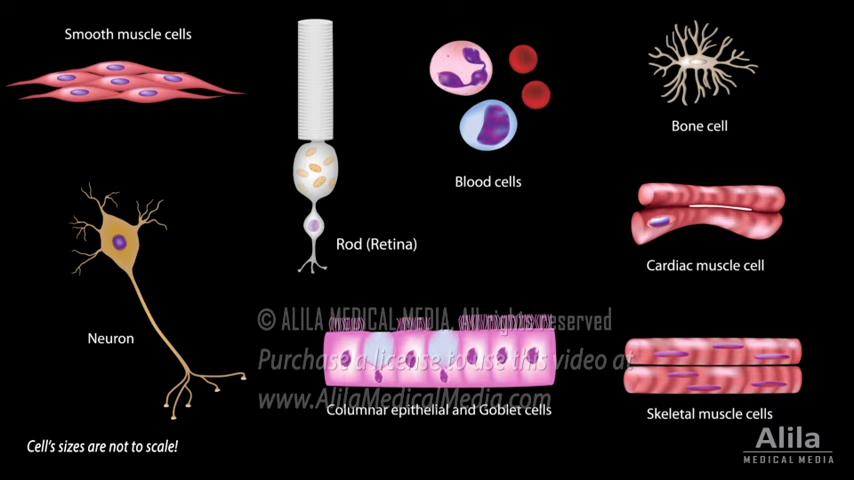 Smooth muscle cells
Bone cell
Blood cells
Rod (Retina)
Cardiac muscle cell
© ALILA MEDICAL MEDIA, All rights reserved
Neuron
Purchase a license to use this video at
www.AlilaMedicalMedia.com
Columnar epithelial and Goblet cells
Skeletal muscle cells
Cell's sizes are not to scale!
Alila
MEDICAL MEDIA